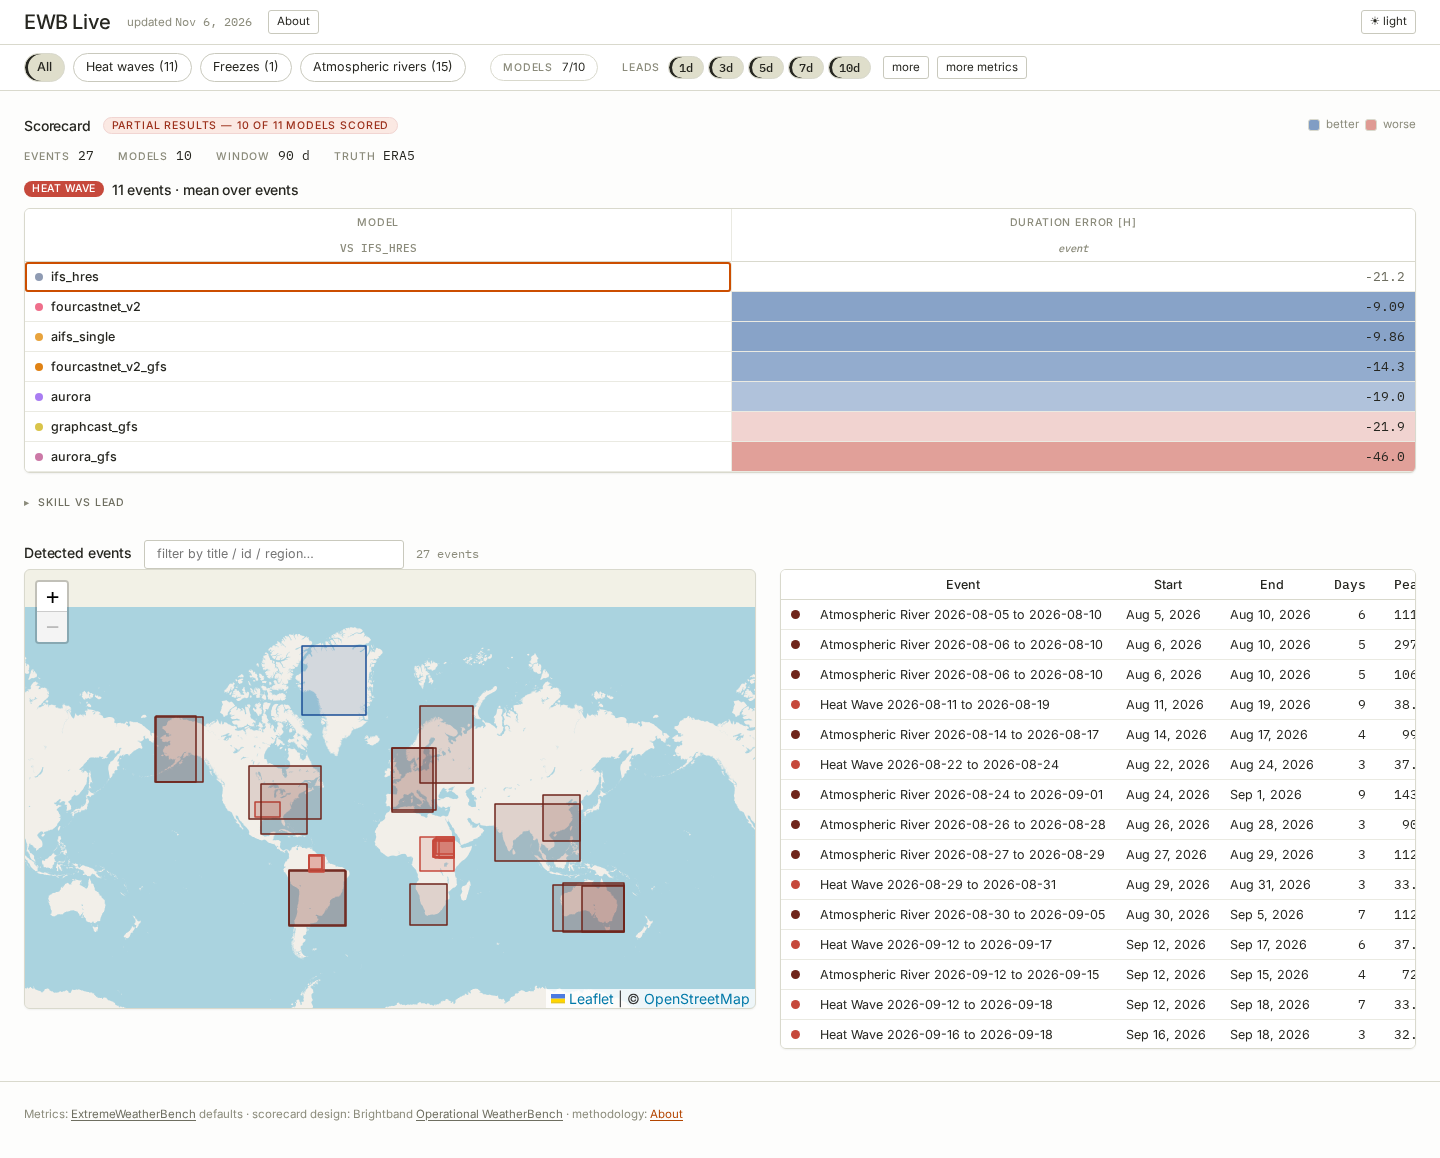 EWB Live updated Nov 6, 2026 About ☀ light
All Heat waves (11) Freezes (1) Atmospheric rivers (15) MODELS 7/10 LEADS 1d 3d 5d 7d 10d more more metrics
Scorecard PARTIAL RESULTS — 10 OF 11 MODELS SCORED better worse
EVENTS 27 MODELS 10 WINDOW 90 d TRUTH ERA5
HEAT WAVE 11 events · mean over events
MODEL DURATION ERROR [H]
VS IFS_HRES event
ifs_hres -21.2
fourcastnet_v2 -9.09
aifs_single -9.86
fourcastnet_v2_gfs -14.3
aurora -19.0
graphcast_gfs -21.9
aurora_gfs -46.0
▸ SKILL VS LEAD
Detected events filter by title / id / region... 27 events
+
−
Leaflet | © OpenStreetMap
Event Start End Days
Atmospheric River 2026-08-05 to 2026-08-10 Aug 5, 2026 Aug 10, 2026 6 111
Atmospheric River 2026-08-06 to 2026-08-10 Aug 6, 2026 Aug 10, 2026 5 297
Atmospheric River 2026-08-06 to 2026-08-10 Aug 6, 2026 Aug 10, 2026 5 106
Heat Wave 2026-08-11 to 2026-08-19 Aug 11, 2026 Aug 19, 2026 9 38.
Atmospheric River 2026-08-14 to 2026-08-17 Aug 14, 2026 Aug 17, 2026 4 99
Heat Wave 2026-08-22 to 2026-08-24 Aug 22, 2026 Aug 24, 2026 3 37.
Atmospheric River 2026-08-24 to 2026-09-01 Aug 24, 2026 Sep 1, 2026 9 143
Atmospheric River 2026-08-26 to 2026-08-28 Aug 26, 2026 Aug 28, 2026 3 90
Atmospheric River 2026-08-27 to 2026-08-29 Aug 27, 2026 Aug 29, 2026 3 112
Heat Wave 2026-08-29 to 2026-08-31 Aug 29, 2026 Aug 31, 2026 3 33.
Atmospheric River 2026-08-30 to 2026-09-05 Aug 30, 2026 Sep 5, 2026 7 112
Heat Wave 2026-09-12 to 2026-09-17 Sep 12, 2026 Sep 17, 2026 6 37.
Atmospheric River 2026-09-12 to 2026-09-15 Sep 12, 2026 Sep 15, 2026 4 72
Heat Wave 2026-09-12 to 2026-09-18 Sep 12, 2026 Sep 18, 2026 7 33.
Heat Wave 2026-09-16 to 2026-09-18 Sep 16, 2026 Sep 18, 2026 3 32.
Metrics: ExtremeWeatherBench defaults · scorecard design: Brightband Operational WeatherBench · methodology: About